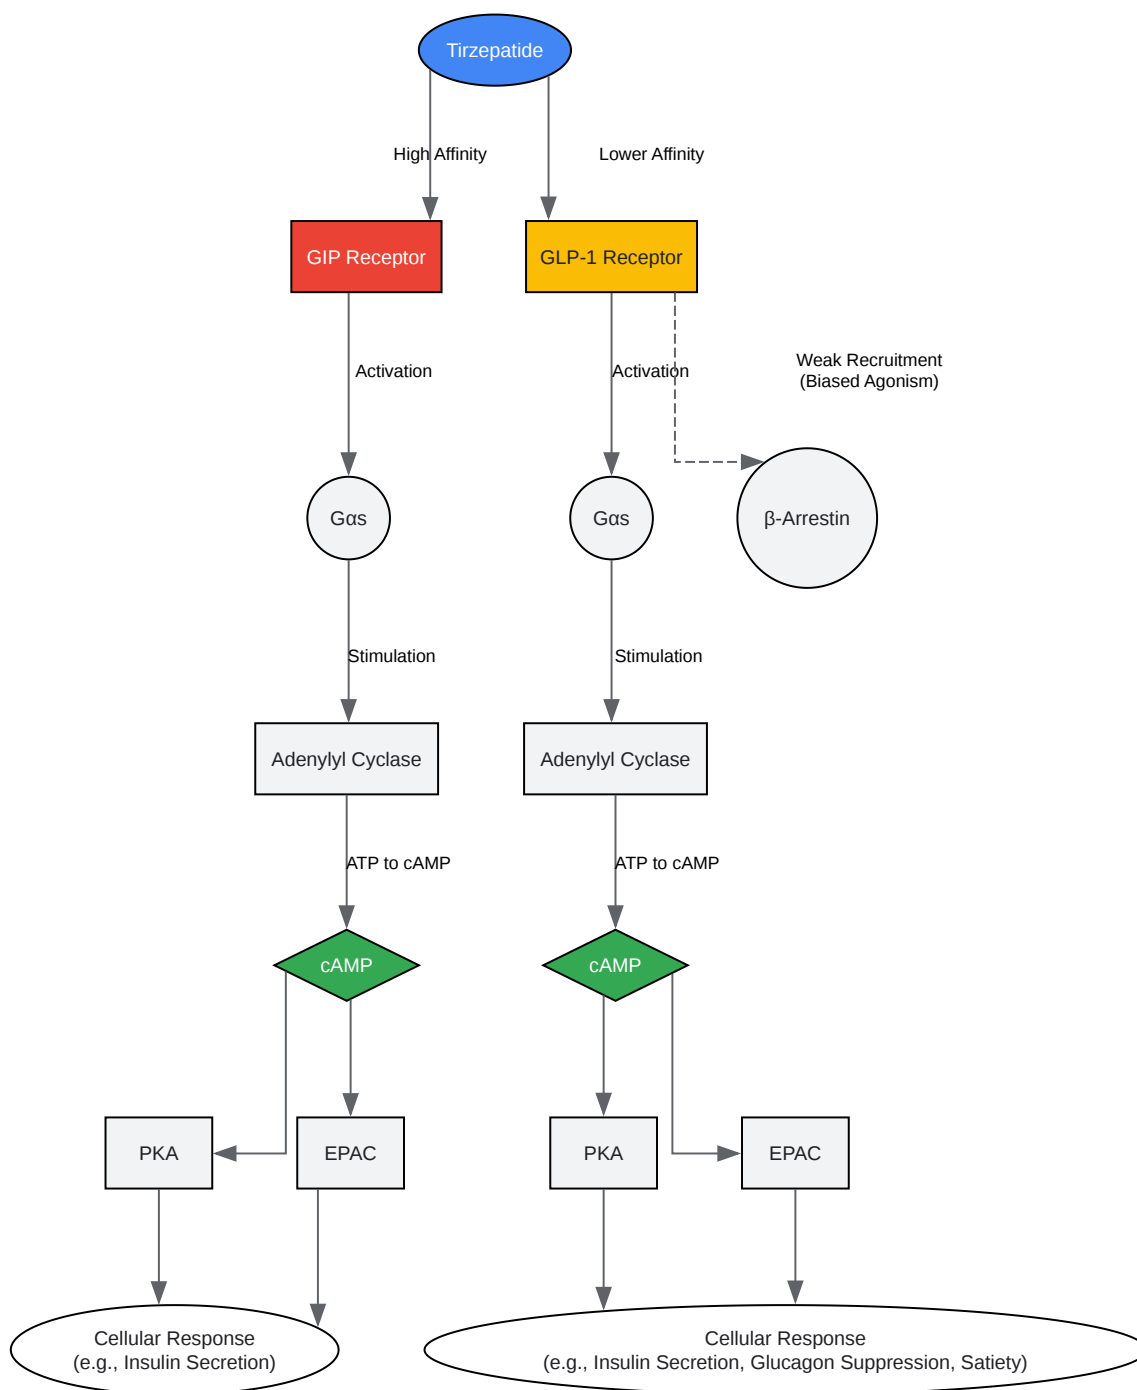 Tirzepatide
High Affinity
Lower Affinity
GIP Receptor
GLP-1 Receptor
Activation
Activation
Weak Recruitment
(Biased Agonism)
Gαs
Gαs
β-Arrestin
Stimulation
Stimulation
Adenylyl Cyclase
Adenylyl Cyclase
ATP to cAMP
ATP to cAMP
cAMP
cAMP
PKA
EPAC
PKA
EPAC
Cellular Response
(e.g., Insulin Secretion)
Cellular Response
(e.g., Insulin Secretion, Glucagon Suppression, Satiety)